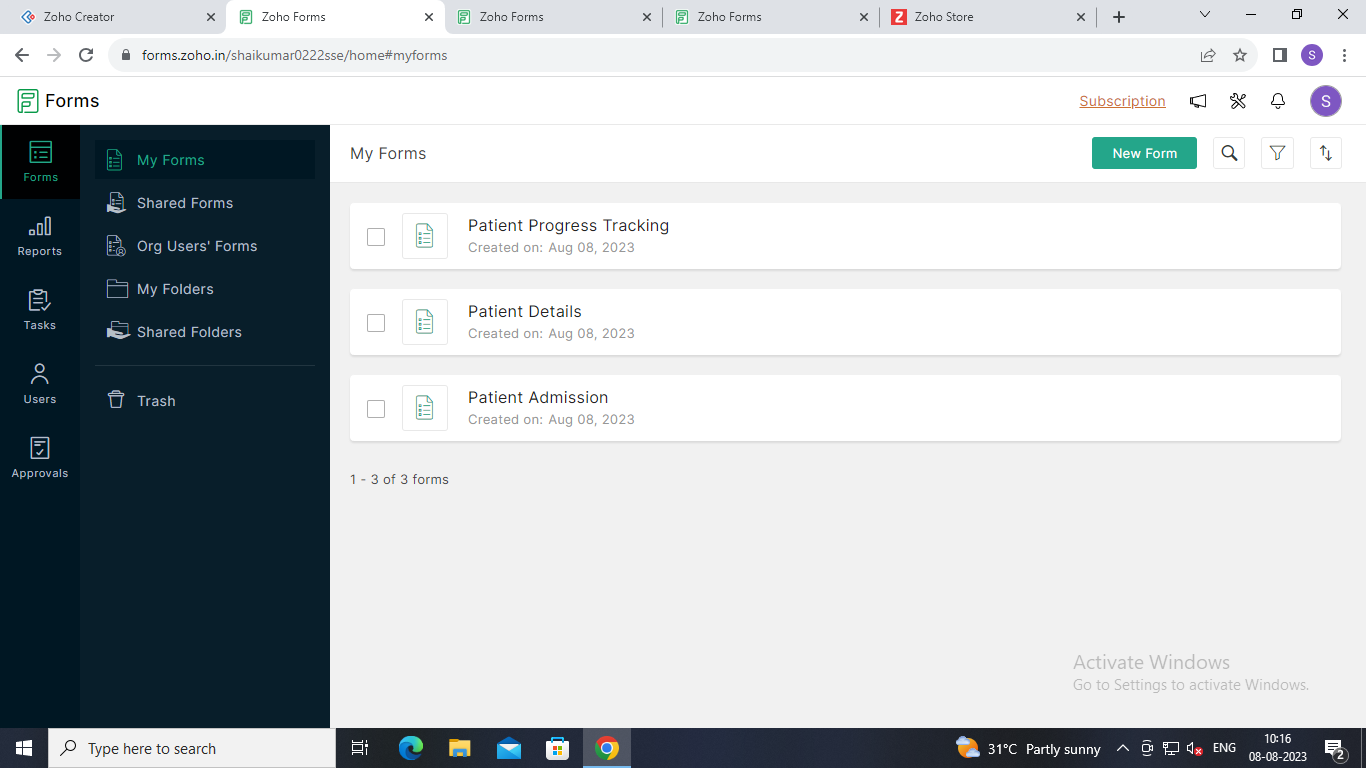 Zoho Creator
Zoho Forms
Zoho Forms
Zoho Forms
Z
Zoho Store
forms.zoho.in/shaikumar0222sse/home#myforms
S
Forms
Subscription
S
Forms
Reports
Tasks
Users
Approvals
My Forms
Shared Forms
Org Users' Forms
My Folders
Shared Folders
Trash
My Forms
New Form
Patient Progress Tracking
Created on: Aug 08, 2023
Patient Details
Created on: Aug 08, 2023
Patient Admission
Created on: Aug 08, 2023
1 - 3 of 3 forms
Activate Windows
Go to Settings to activate Windows.
Type here to search
31°C Partly sunny
ENG
10:16
08-08-2023
2